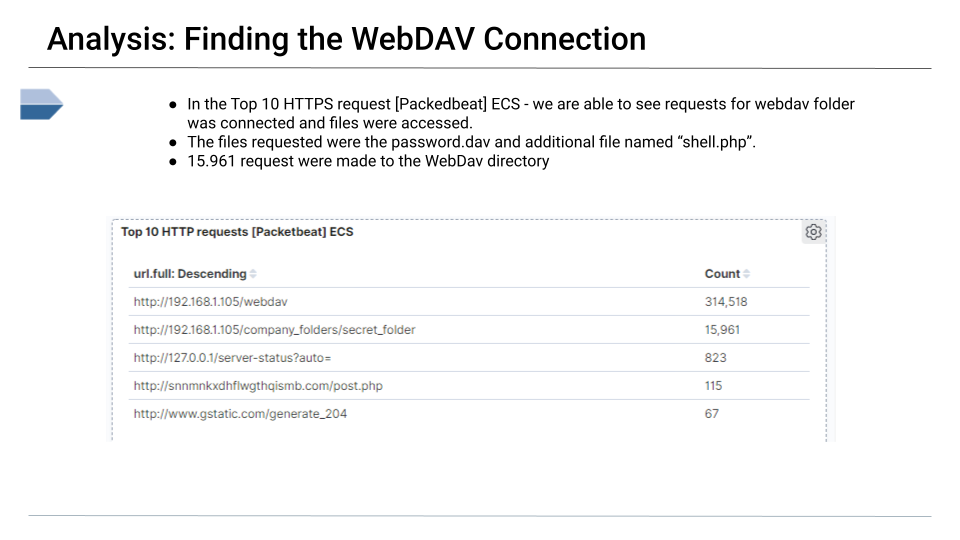 Analysis: Finding the WebDAV Connection
● In the Top 10 HTTPS request [Packedbeat] ECS - we are able to see requests for webdav folder
was connected and files were accessed.
● The files requested were the password.dav and additional file named “shell.php”.
● 15.961 request were made to the WebDav directory
Top 10 HTTP requests [Packetbeat] ECS
url.full: Descending Count
http://192.168.1.105/webdav 314,518
http://192.168.1.105/company_folders/secret_folder 15,961
http://127.0.0.1/server-status?auto= 823
http://snnmnkxdhflwgthqismb.com/post.php 115
http://www.gstatic.com/generate_204 67